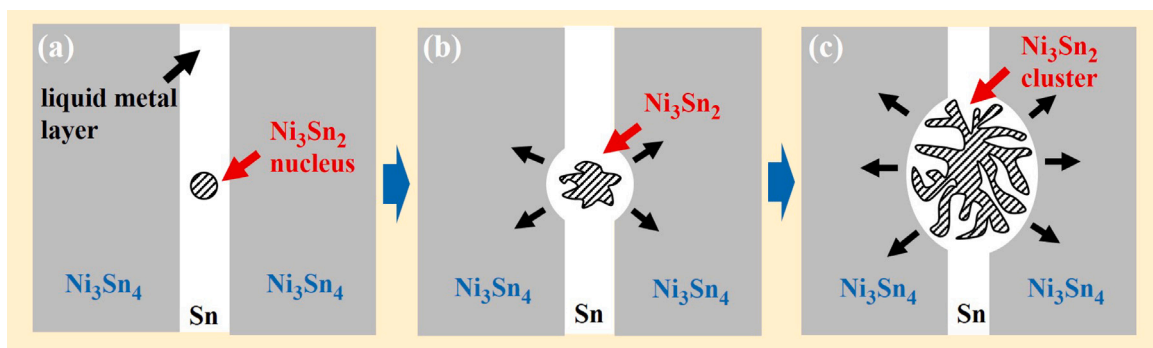 (a)
liquid metal
layer
Ni₃Sn₂
nucleus
Ni₃Sn₄
Ni₃Sn₄
Sn
(b)
Ni₃Sn₂
Ni₃Sn₄
Ni₃Sn₄
Sn
(c)
Ni₃Sn₂
cluster
Ni₃Sn₄
Ni₃Sn₄
Sn